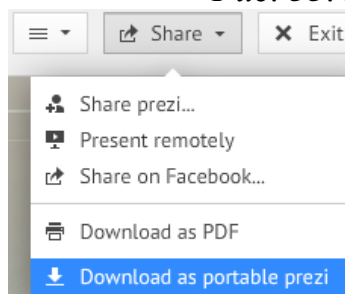 Share
Exit
Share prezi...
Present remotely
Share on Facebook...
Download as PDF
Download as portable prezi